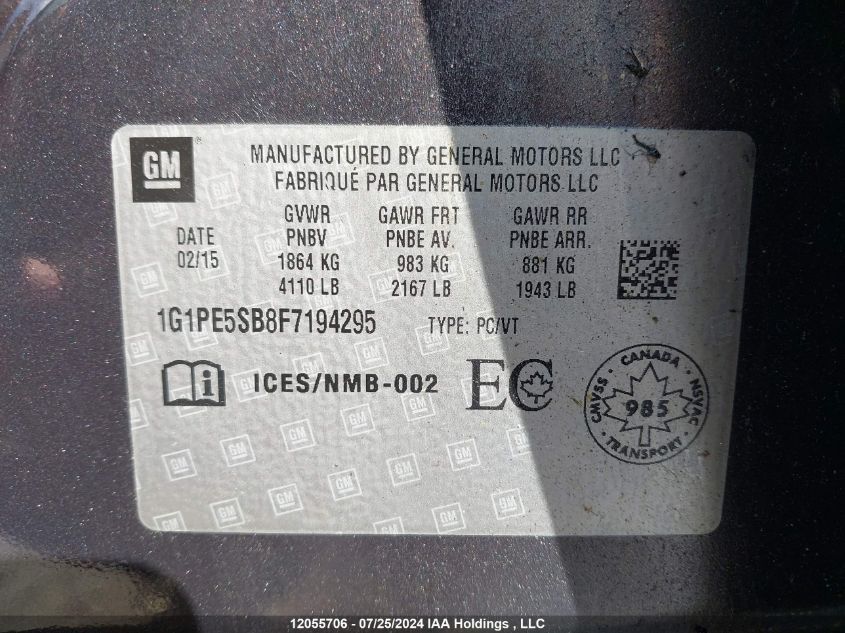 GM
MANUFACTURED BY GENERAL MOTORS LLC
FABRIQUÉ PAR GENERAL MOTORS LLC
DATE
02/15
GVWR
PNBV
1864 KG
4110 LB
GAWR FRT
PNBE AV.
983 KG
2167 LB
GAWR RR
PNBE ARR.
881 KG
1943 LB
1G1PE5SB8F7194295 TYPE: PC/VT
i ICES/NMB-002 EC
CANADA
CMVSS 985 NSVAC
TRANSPORT
12055706 - 07/25/2024 IAA Holdings , LLC